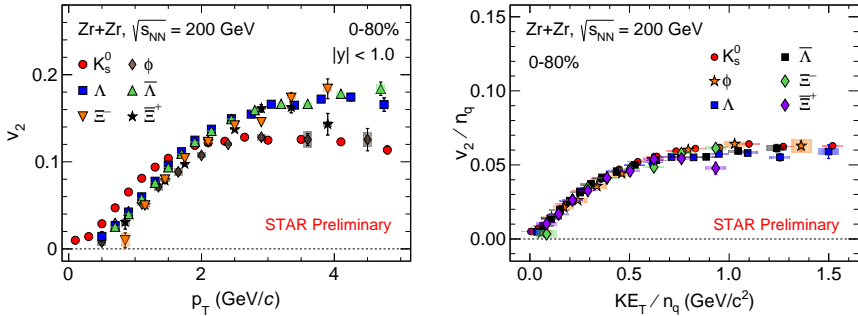 Zr+Zr, √s_NN = 200 GeV 0-80%
|y| < 1.0
K⁰_s ϕ
Λ Λ̅
Ξ⁻ Ξ̅⁺
STAR Preliminary
0.2
0.1
0
v₂
0 2 4
p_T (GeV/c)
Zr+Zr, √s_NN = 200 GeV
0-80%
K⁰_s Λ̅
ϕ Ξ⁻
Λ Ξ̅⁺
STAR Preliminary
0.15
0.10
0.05
0.00
v₂ / n_q
0.0 0.5 1.0 1.5
KE_T / n_q (GeV/c²)